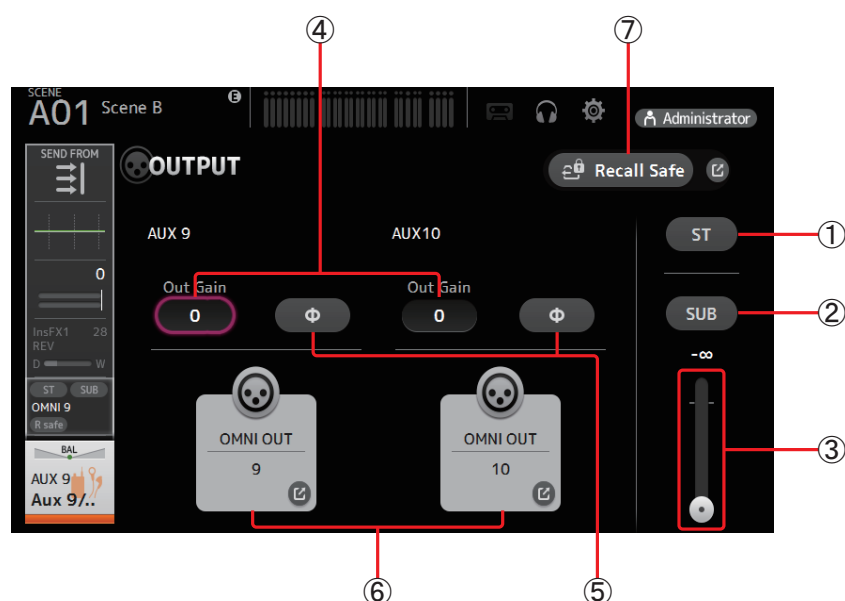 ④ ⑦
SCENE
A01 Scene B E
Administrator
SEND FROM
OUTPUT
Recall Safe
AUX 9 AUX10
ST ①
0
Out Gain Out Gain
0 Φ 0 Φ
SUB ②
InsFX1 28
REV
D W
-∞
ST SUB
OMNI 9
R safe
OMNI OUT OMNI OUT
9 10
③
BAL
AUX 9
Aux 9/..
⑥ ⑤